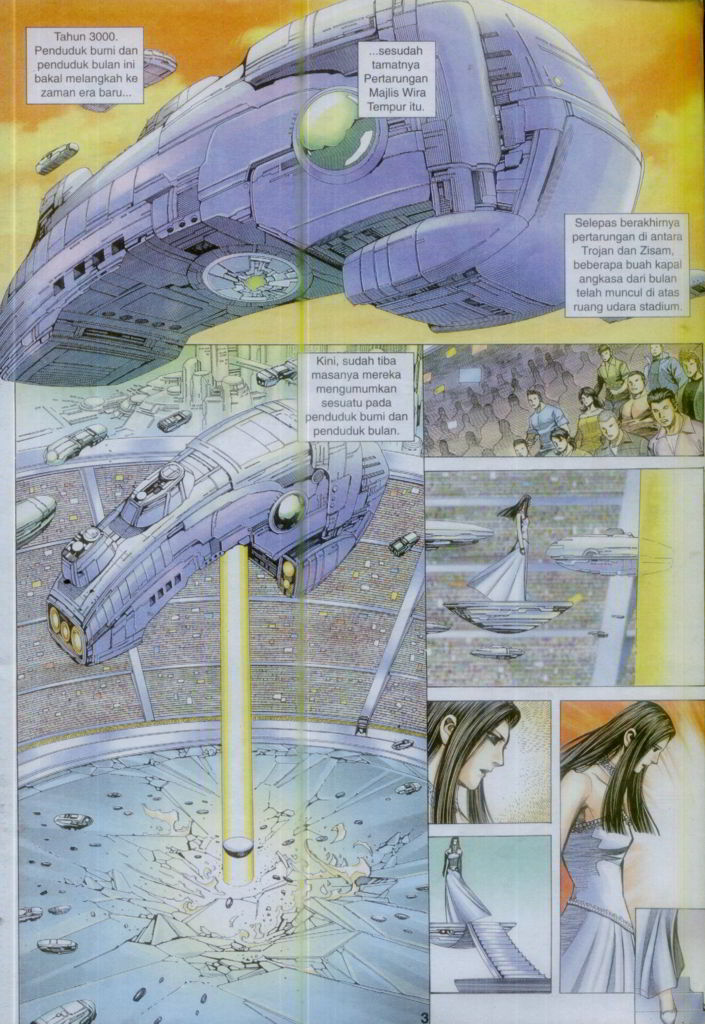 Tahun 3000.
Penduduk bumi dan
penduduk bulan ini
bakal melangkah ke
zaman era baru...
...sesudah
tamatnya
Pertarungan
Majlis Wira
Tempur itu.
Selepas berakhirnya
pertarungan di antara
Trojan dan Zisam,
beberapa buah kapal
angkasa dari bulan
telah muncul di atas
ruang udara stadium.
Kini, sudah tiba
masanya mereka
mengumumkan
sesuatu pada
penduduk bumi dan
penduduk bulan.
3